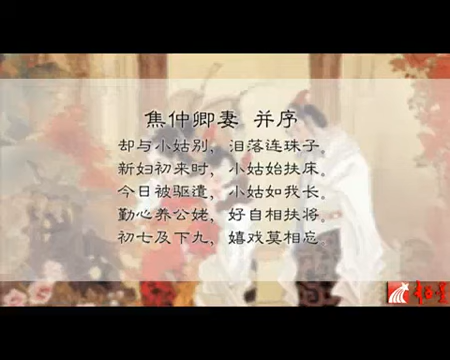 焦仲卿妻 并序
却与小姑别，泪落连珠子。
新妇初来时，小姑始扶床。
今日被驱遣，小姑如我长。
勤心养公姥，好自相扶将。
初七及下九，嬉戏莫相忘。